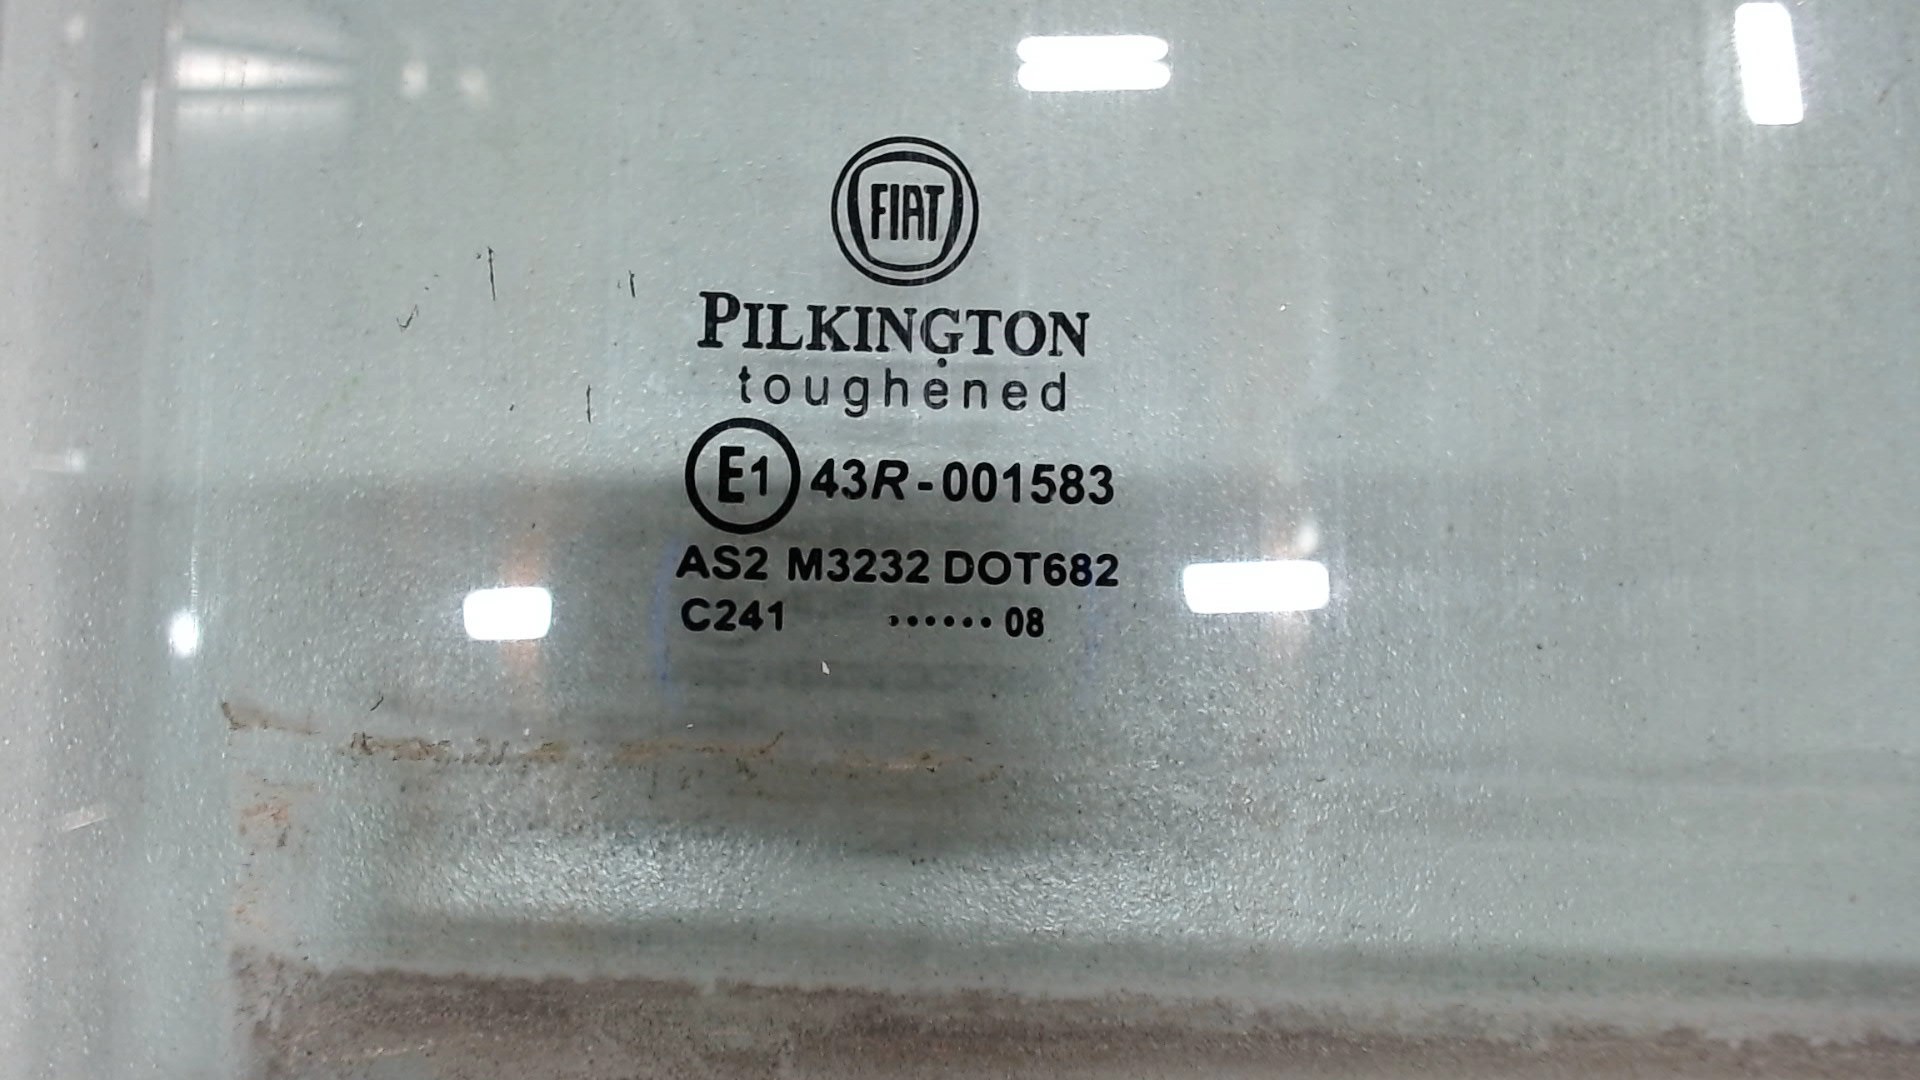 FIAT
PILKINGTON
toughened
E1 43R-001583
AS2 M3232 DOT682
C241 ...... 08